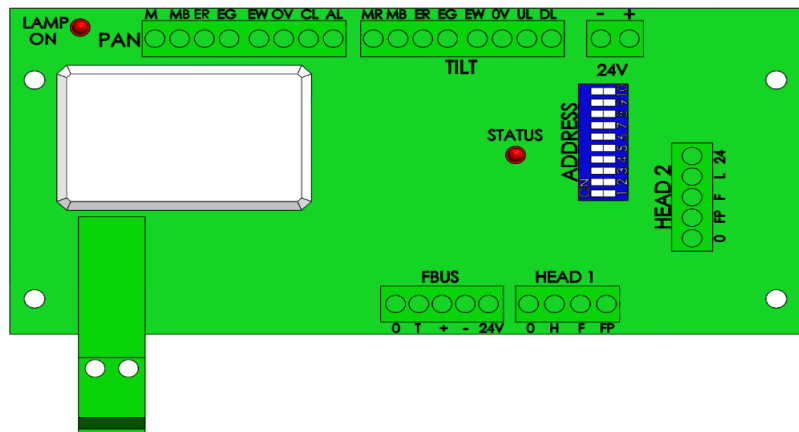 LAMP
ON
PAN
M MB ER EG EW OV CL AL
MR MB ER EG EW 0V UL DL
TILT
- +
24V
STATUS
ADDRESS
ON
1 2 3 4 5 6 7 8 9 10
HEAD 2
0 FP F L 24
FBUS
0 T + - 24V
HEAD 1
0 H F FP